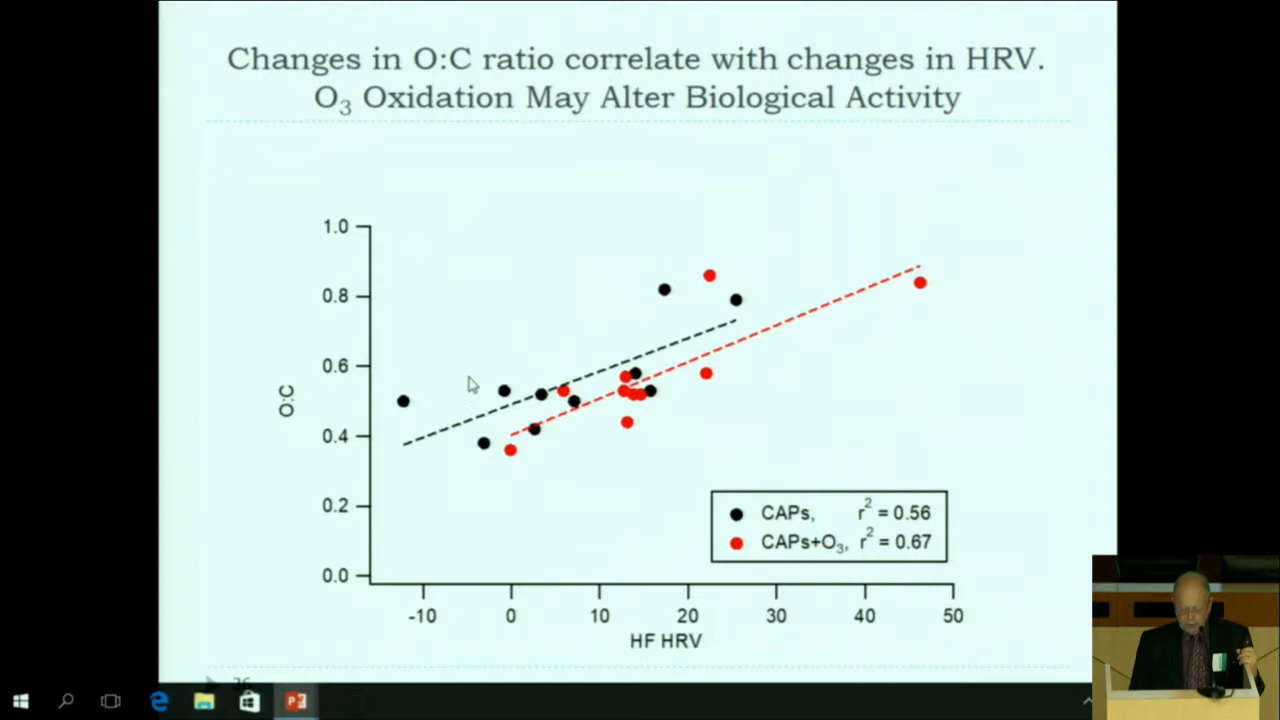 Changes in O:C ratio correlate with changes in HRV.
O₃ Oxidation May Alter Biological Activity
1.0
0.8
0.6
0.4
0.2
0.0
O:C
-10 0 10 20 30 40 50
HF HRV
CAPs, r² = 0.56
CAPs+O₃, r² = 0.67